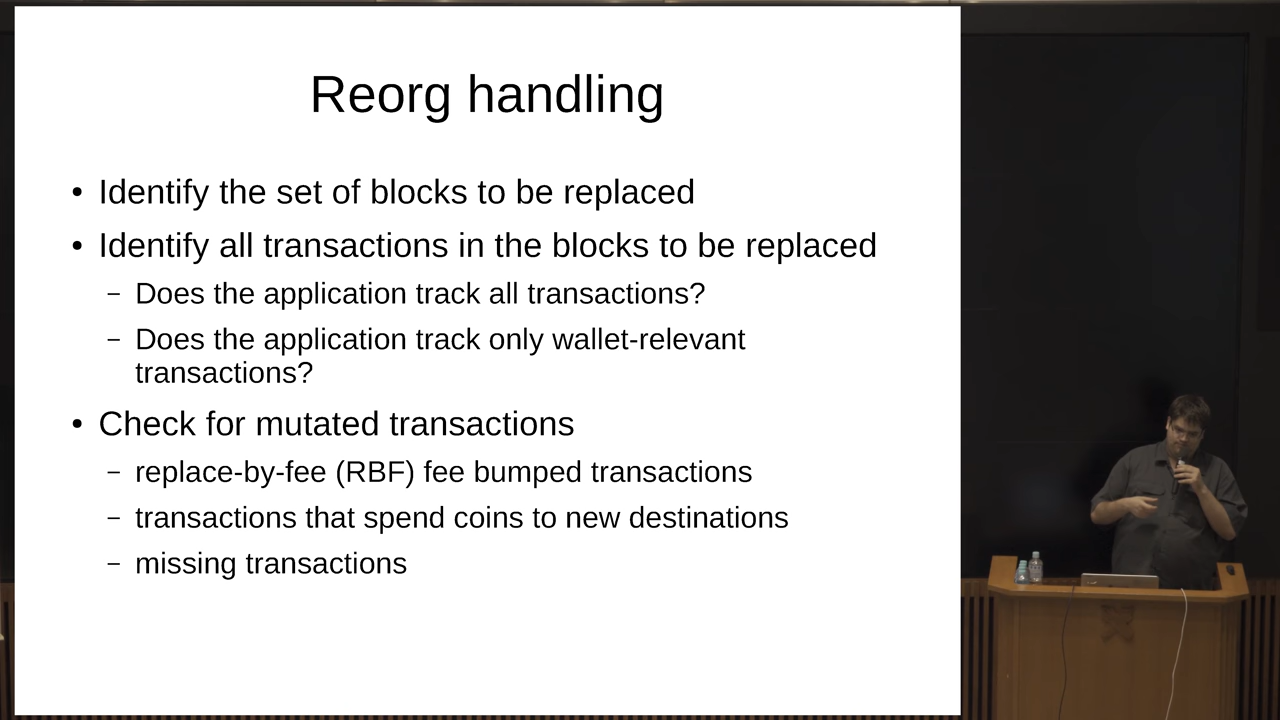 Reorg handling
• Identify the set of blocks to be replaced
• Identify all transactions in the blocks to be replaced
– Does the application track all transactions?
– Does the application track only wallet-relevant
transactions?
• Check for mutated transactions
– replace-by-fee (RBF) fee bumped transactions
– transactions that spend coins to new destinations
– missing transactions